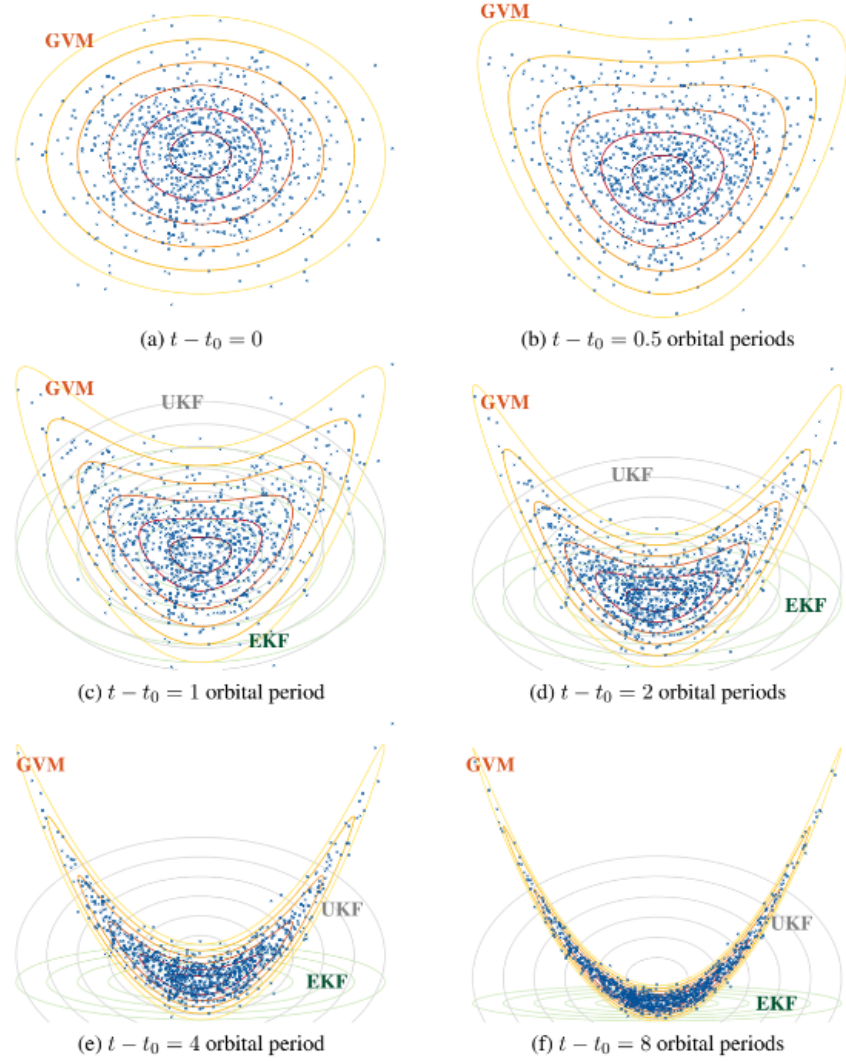 GVM
GVM
(a) t − t₀ = 0
(b) t − t₀ = 0.5 orbital periods
GVM
UKF
EKF
GVM
UKF
EKF
(c) t − t₀ = 1 orbital period
(d) t − t₀ = 2 orbital periods
GVM
UKF
EKF
GVM
UKF
EKF
(e) t − t₀ = 4 orbital period
(f) t − t₀ = 8 orbital periods